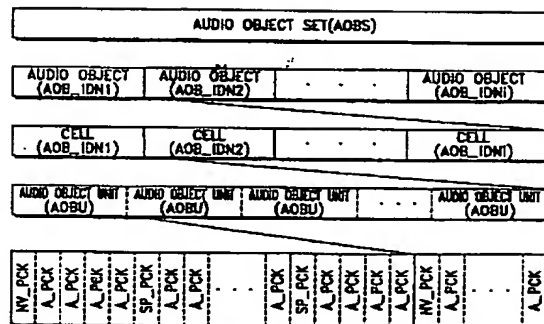 AUDIO OBJECT SET(AOBS)
AUDIO OBJECT
(AOB_IDN1)
AUDIO OBJECT
(AOB_IDN2)
. . .
AUDIO OBJECT
(AOB_IDNI)
CELL
(AOB_IDN1)
CELL
(AOB_IDN2)
. . .
CELL
(AOB_IDNI)
AUDIO OBJECT UNIT
(AOBU)
AUDIO OBJECT UNIT
(AOBU)
AUDIO OBJECT UNIT
(AOBU)
. . . .
AUDIO OBJECT UNIT
(AOBU)
NV_PCK
A_PCK
A_PCK
A_PCK
A_PCK
SP_PCK
A_PCK
A_PCK
. . . .
A_PCK
SP_PCK
A_PCK
A_PCK
A_PCK
A_PCK
NV_PCK
A_PCK
. . . .
A_PCK